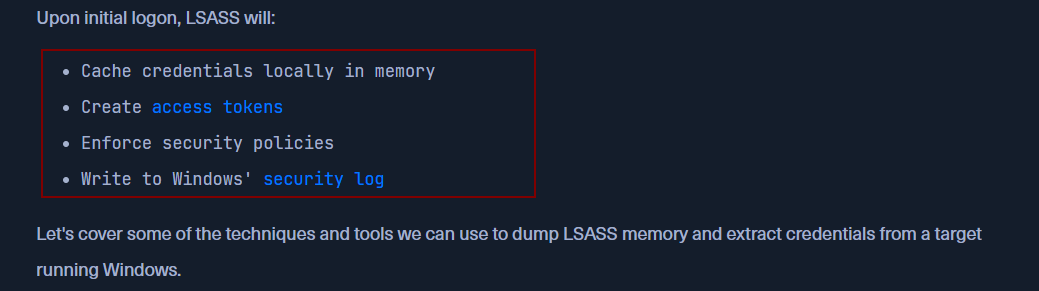 Upon initial logon, LSASS will:
• Cache credentials locally in memory
• Create access tokens
• Enforce security policies
• Write to Windows' security log
Let's cover some of the techniques and tools we can use to dump LSASS memory and extract credentials from a target
running Windows.